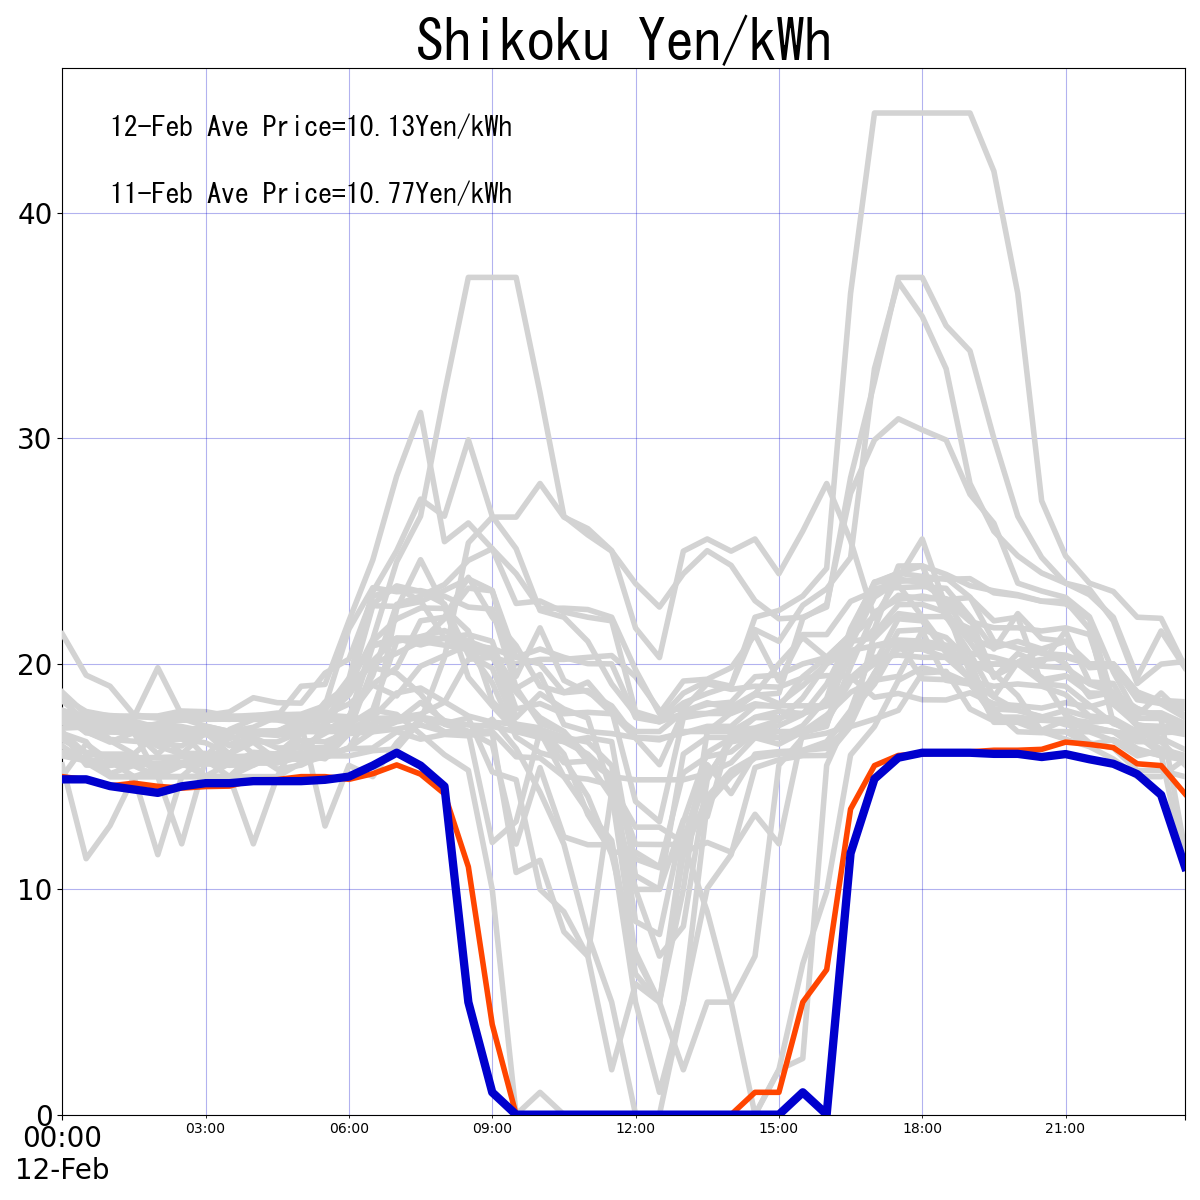 Shikoku Yen/kWh
12-Feb Ave Price=10.13Yen/kWh
11-Feb Ave Price=10.77Yen/kWh
40
30
20
10
0
00:00 03:00 06:00 09:00 12:00 15:00 18:00 21:00
12-Feb